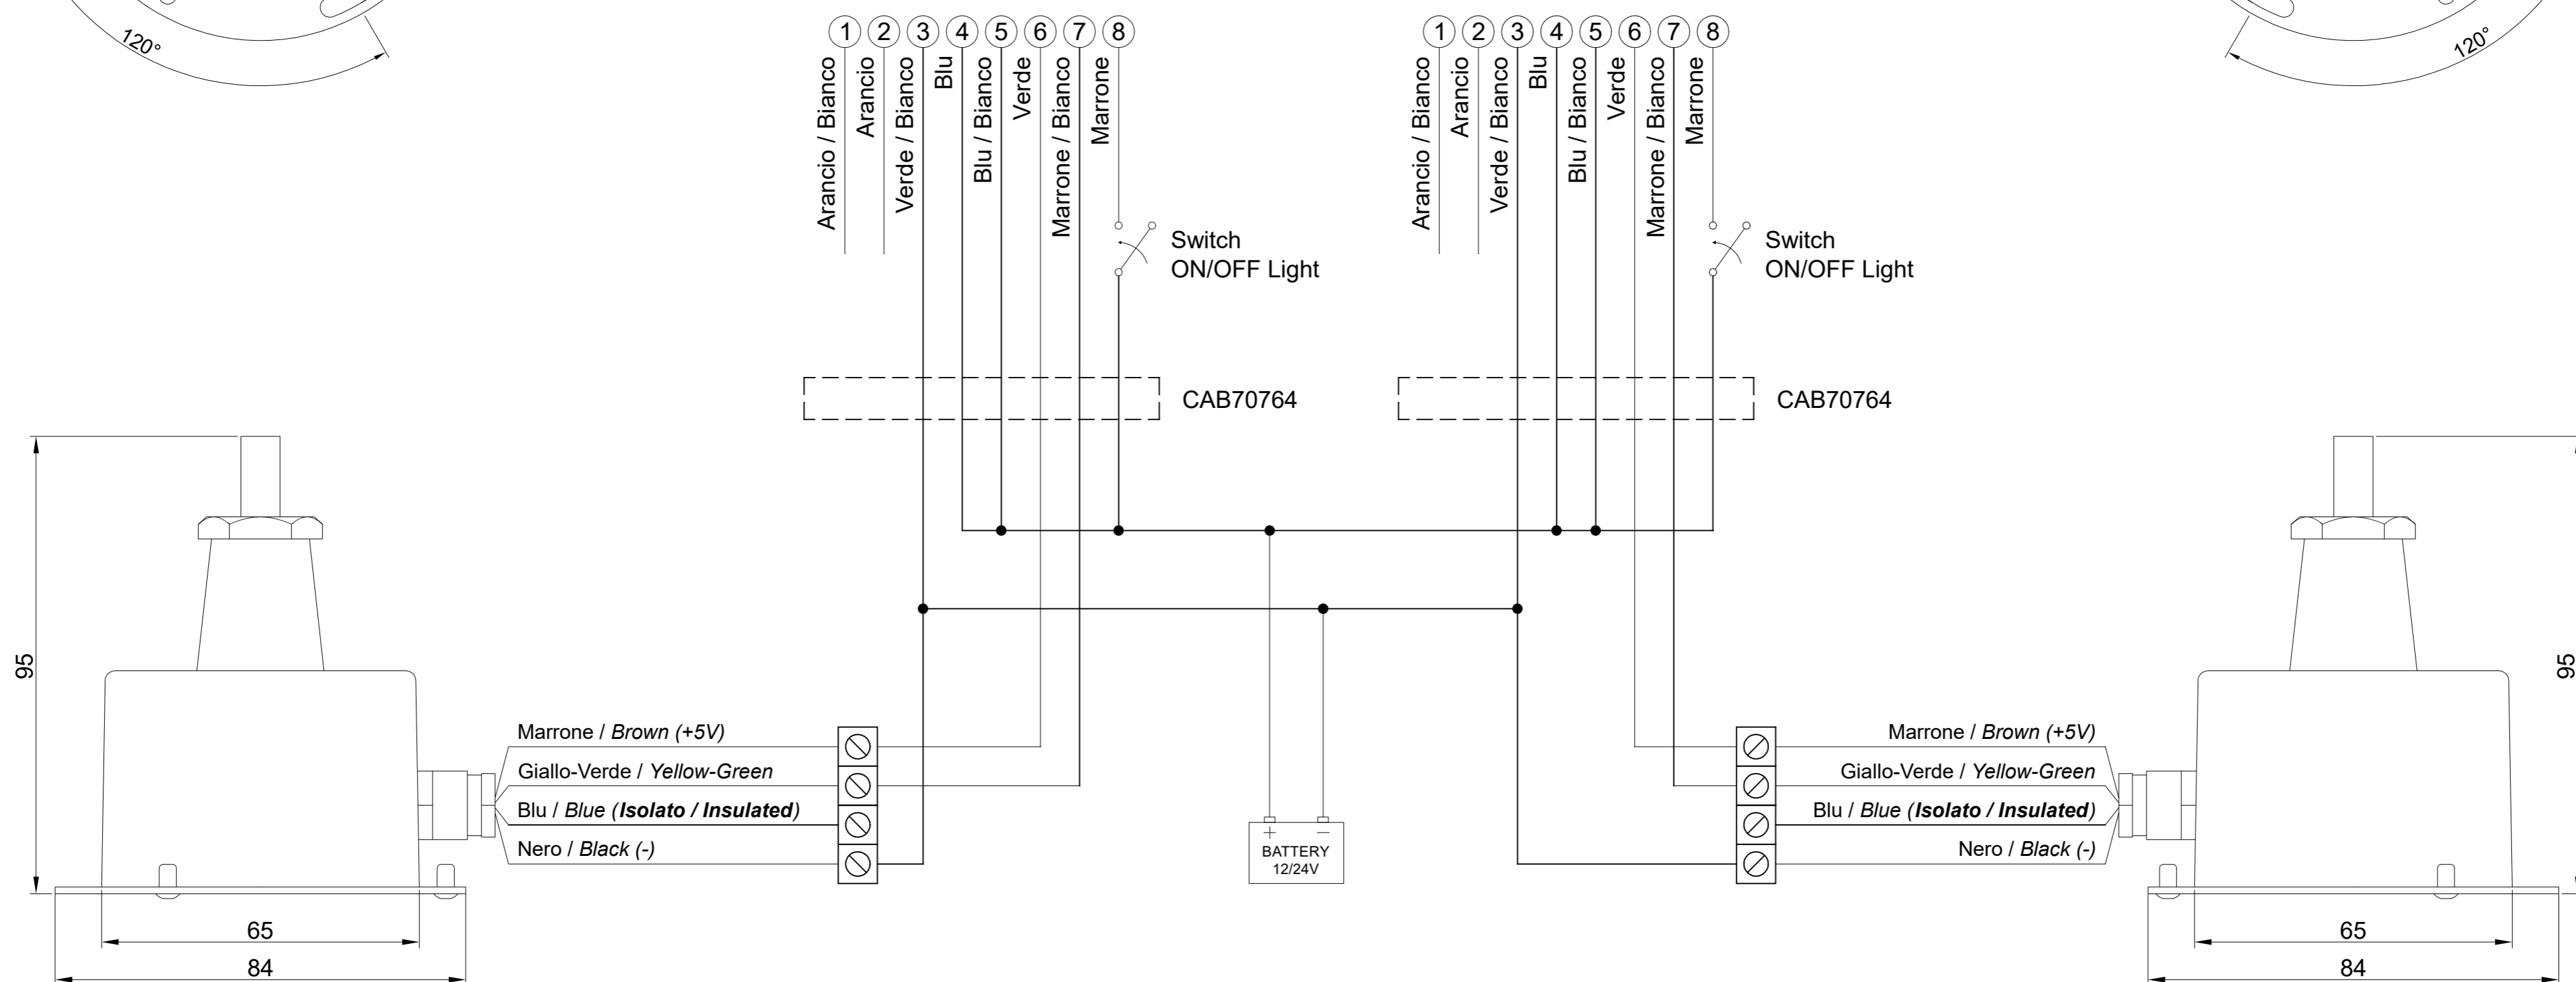 120°
120°
1 2 3 4 5 6 7 8
1 2 3 4 5 6 7 8
Arancio / Bianco
Arancio
Verde / Bianco
Blu
Blu / Bianco
Verde
Marrone / Bianco
Marrone
Arancio / Bianco
Arancio
Verde / Bianco
Blu
Blu / Bianco
Verde
Marrone / Bianco
Marrone
Switch
ON/OFF Light
Switch
ON/OFF Light
CAB70764
CAB70764
95
95
Marrone / Brown (+5V)
Giallo-Verde / Yellow-Green
Blu / Blue (Isolato / Insulated)
Nero / Black (-)
+ −
BATTERY
12/24V
Marrone / Brown (+5V)
Giallo-Verde / Yellow-Green
Blu / Blue (Isolato / Insulated)
Nero / Black (-)
65
84
65
84